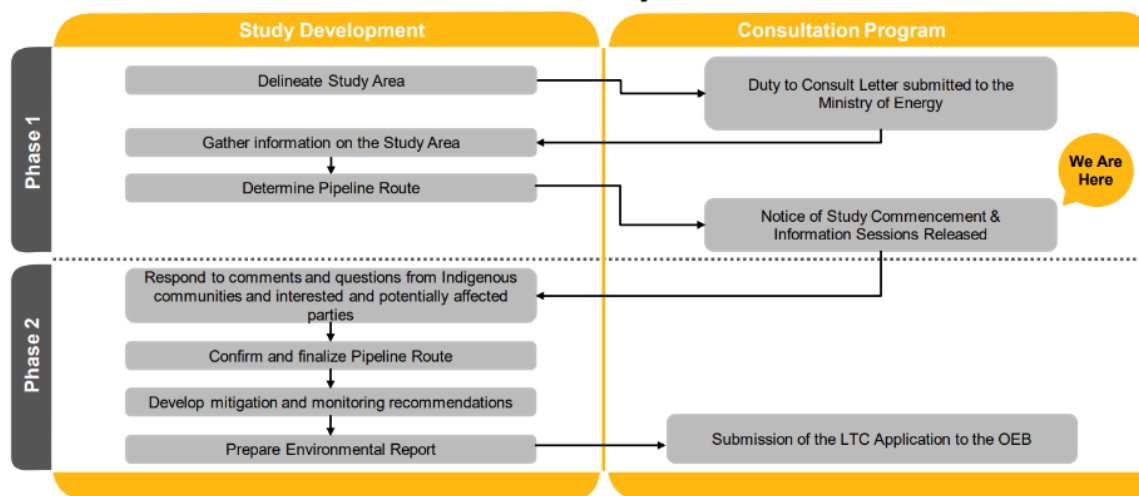 Study Development
Consultation Program
Phase 1
Delineate Study Area
Duty to Consult Letter submitted to the
Ministry of Energy
Gather information on the Study Area
Determine Pipeline Route
We Are
Here
Notice of Study Commencement &
Information Sessions Released
Phase 2
Respond to comments and questions from Indigenous
communities and interested and potentially affected
parties
Confirm and finalize Pipeline Route
Develop mitigation and monitoring recommendations
Prepare Environmental Report
Submission of the LTC Application to the OEB